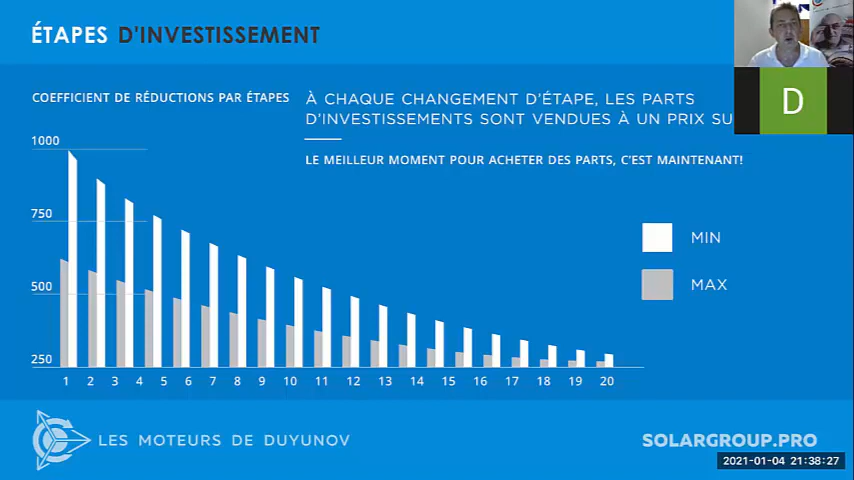 ÉTAPES D'INVESTISSEMENT
COEFFICIENT DE RÉDUCTIONS PAR ÉTAPES
À CHAQUE CHANGEMENT D'ÉTAPE, LES PARTS
D'INVESTISSEMENTS SONT VENDUES À UN PRIX SU
LE MEILLEUR MOMENT POUR ACHETER DES PARTS, C'EST MAINTENANT!
1000
750
500
250
MIN
MAX
1 2 3 4 5 6 7 8 9 10 11 12 13 14 15 16 17 18 19 20
D
LES MOTEURS DE DUYUNOV
SOLARGROUP.PRO
2021-01-04 21:38:27